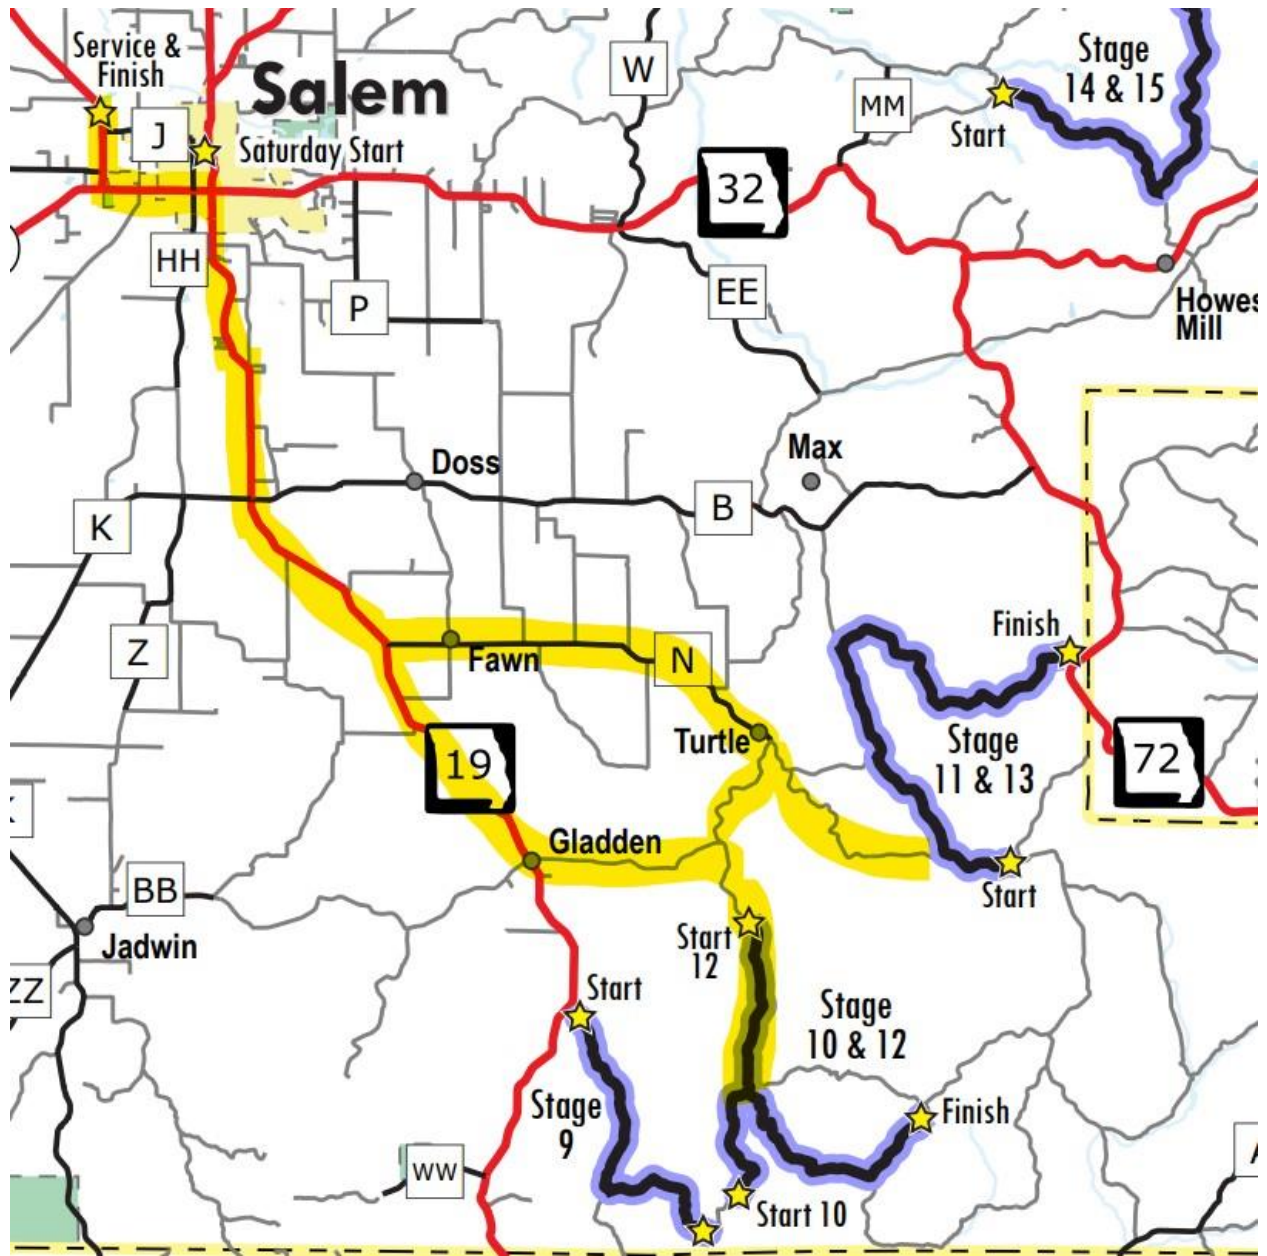 Service &
Finish
Salem
J
Saturday Start
W
MM
Stage
14 & 15
Start
32
HH
P
EE
Howes
Mill
Doss
Max
K
B
Z
Fawn
N
Finish
Turtle
Stage
11 & 13
72
19
Gladden
Start
BB
Jadwin
Start
12
ZZ
Start
Stage
10 & 12
Stage
9
Finish
WW
Start 10